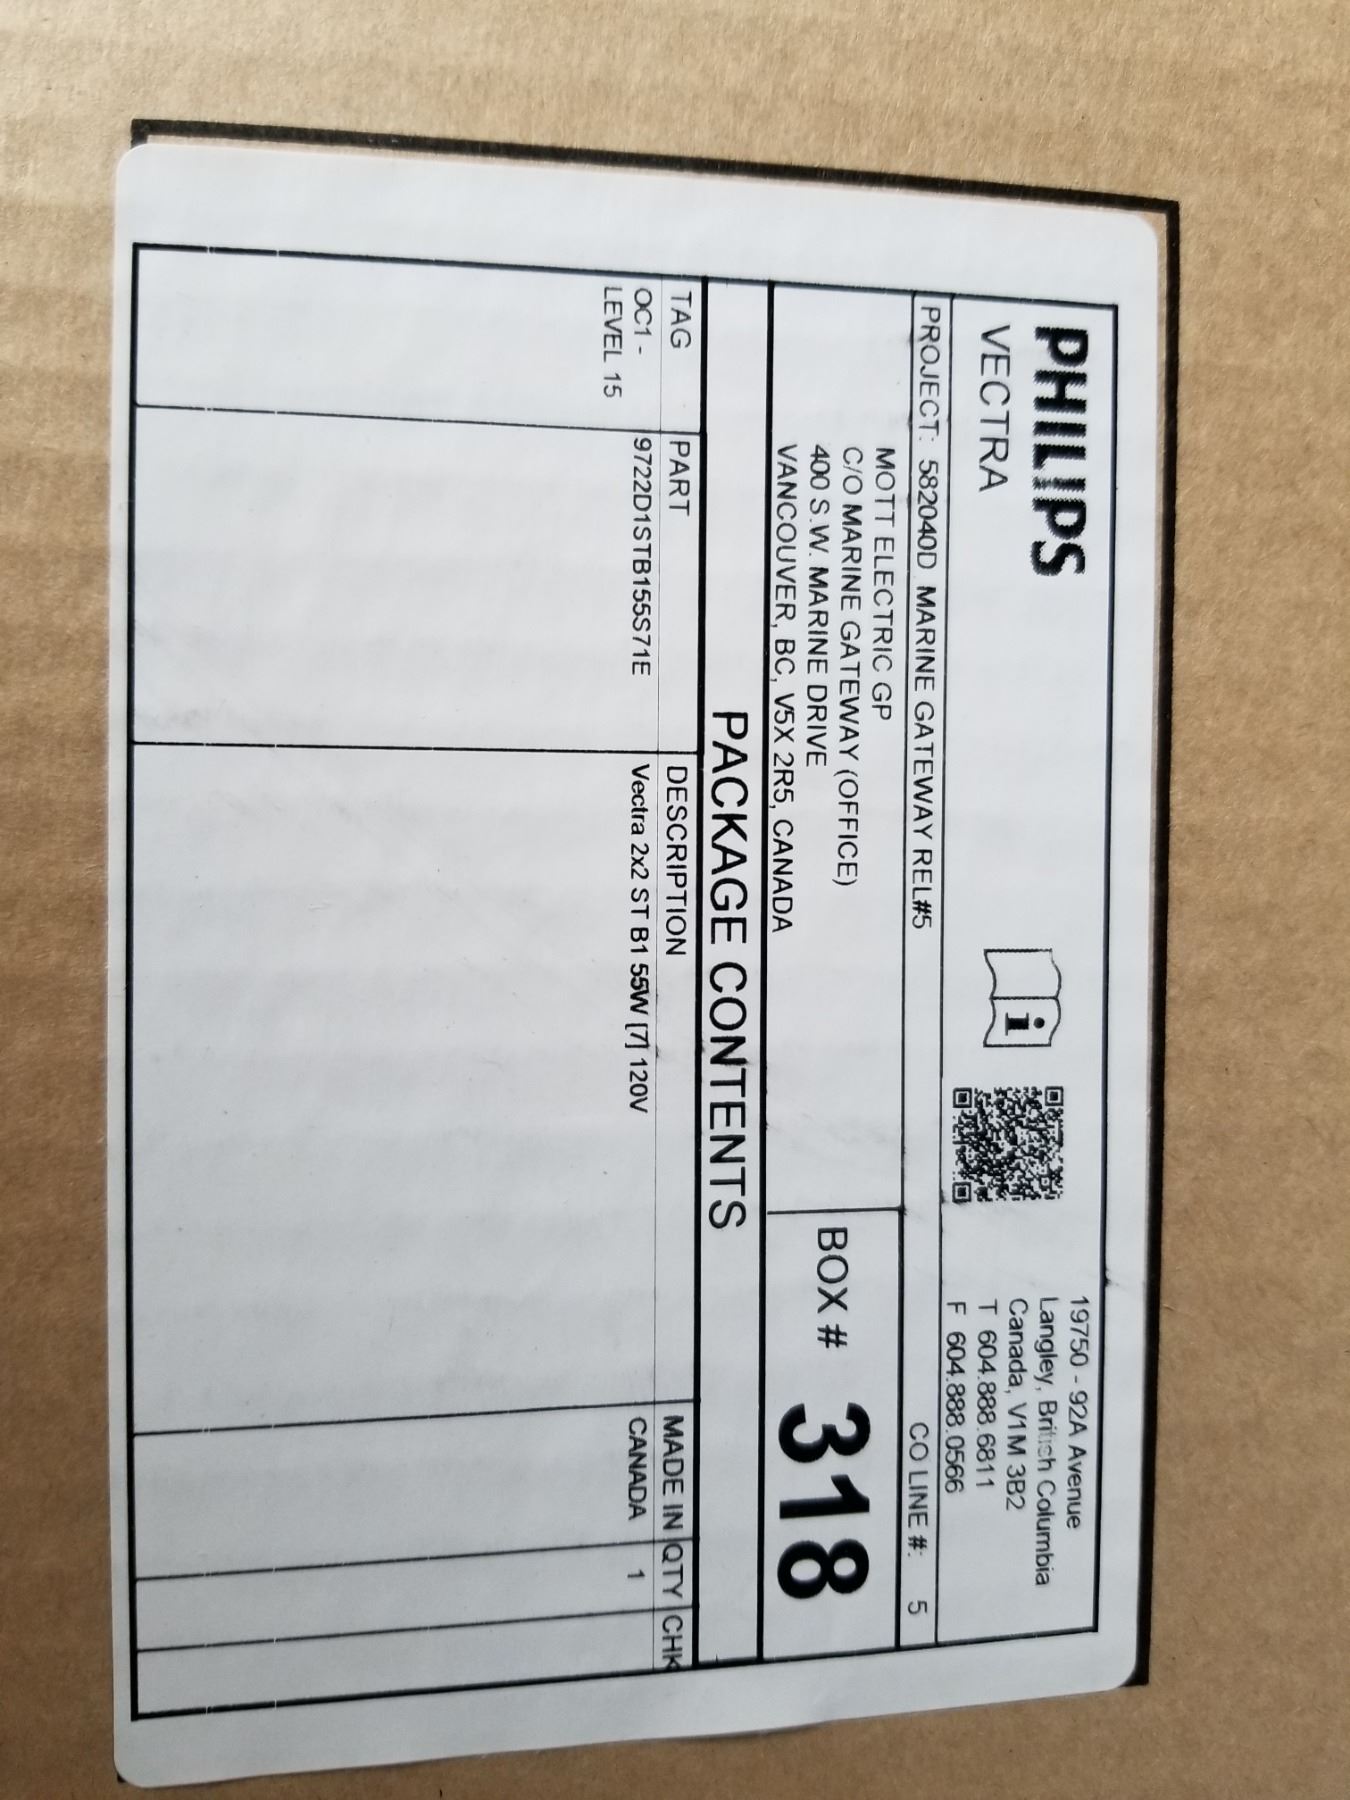 PHILIPS
VECTRA
i
19750 - 92A Avenue
Langley, British Columbia
Canada, V1M 3B2
T 604.888.6811
F 604.888.0566
PROJECT: 582040D MARINE GATEWAY REL#5
CO LINE #: 5
MOTT ELECTRIC GP
C/O MARINE GATEWAY (OFFICE)
400 S.W. MARINE DRIVE
VANCOUVER, BC, V5X 2R5, CANADA
BOX # 318
PACKAGE CONTENTS
TAG PART DESCRIPTION MADE IN QTY CHK
OC1 - 9722D1STB155S71E Vectra 2x2 ST B1 55W [7] 120V CANADA 1
LEVEL 15